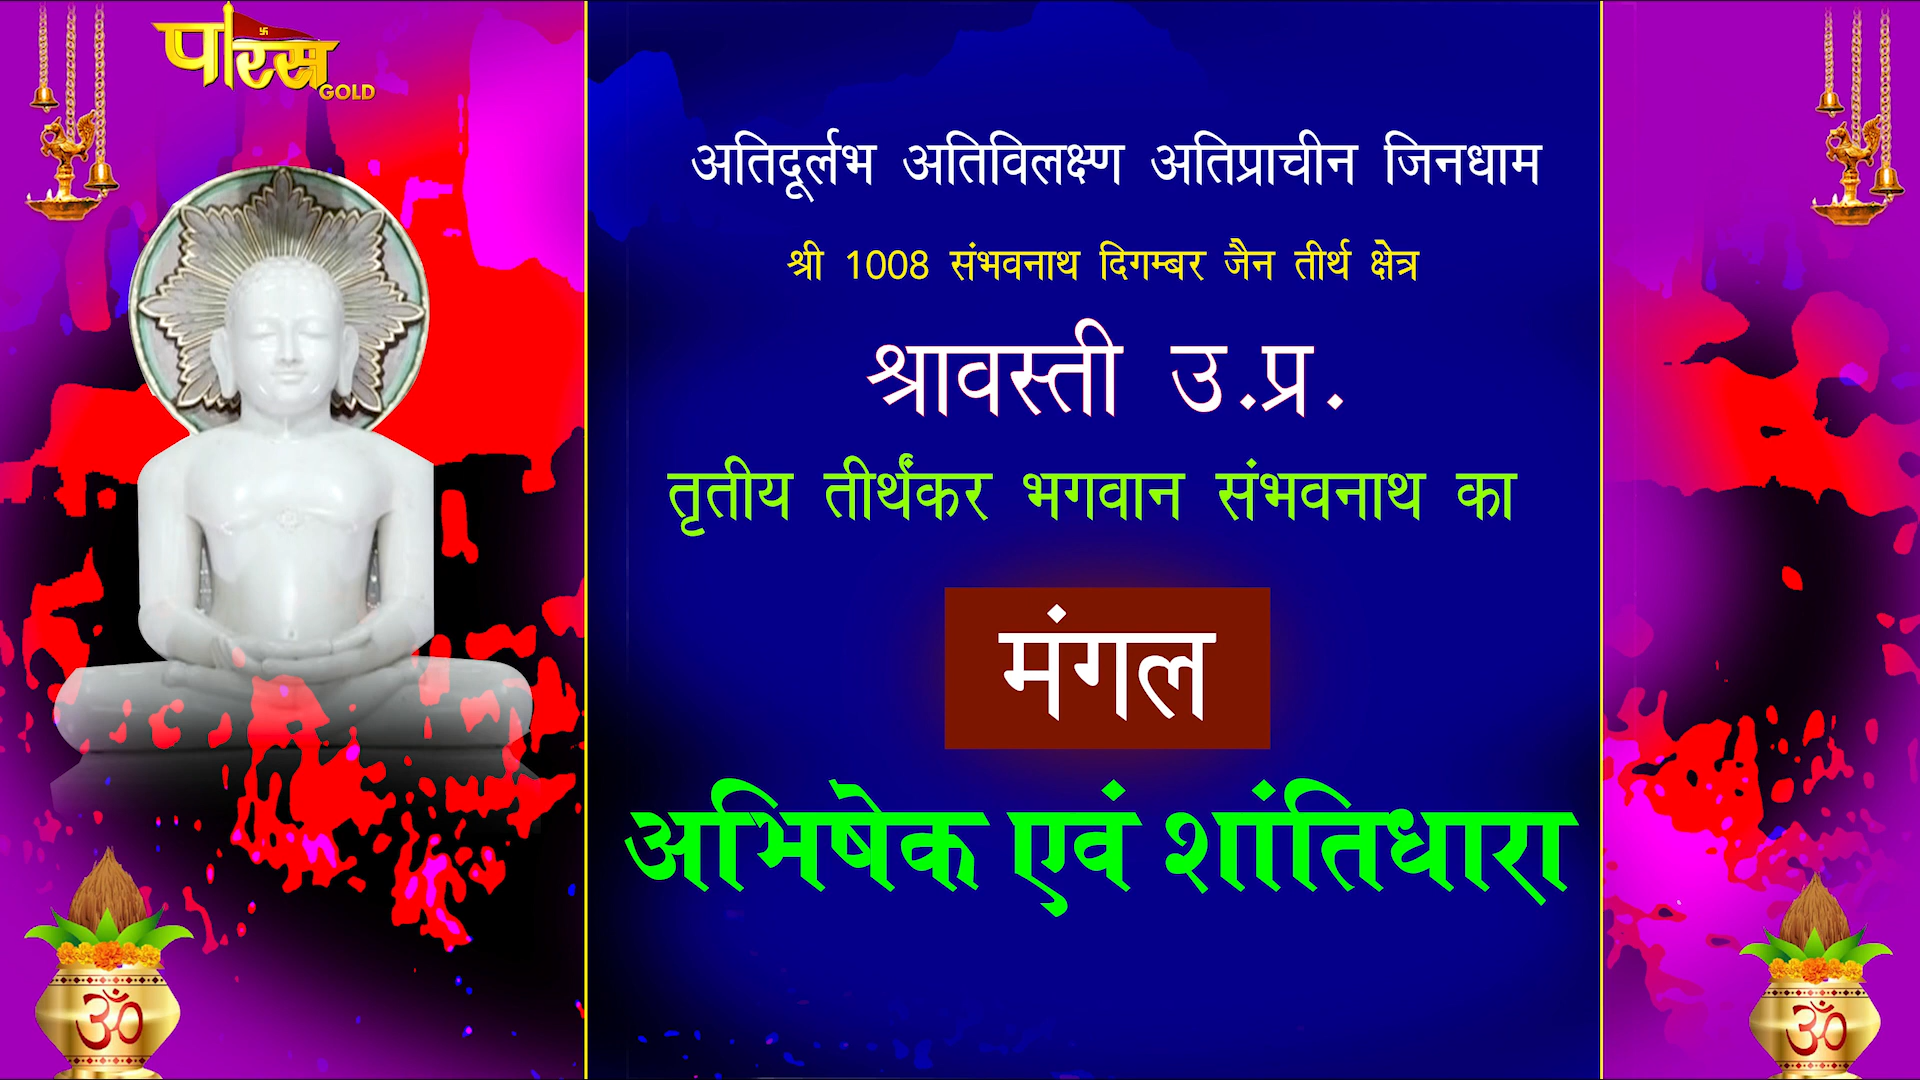 पारस
GOLD
अतिदूर्लभ अतिविलक्ष्ण अतिप्राचीन जिनधाम
श्री 1008 संभवनाथ दिगम्बर जैन तीर्थ क्षेत्र
श्रावस्ती उ.प्र.
तृतीय तीर्थंकर भगवान संभवनाथ का
मंगल
अभिषेक एवं शांतिधारा
ॐ
ॐ